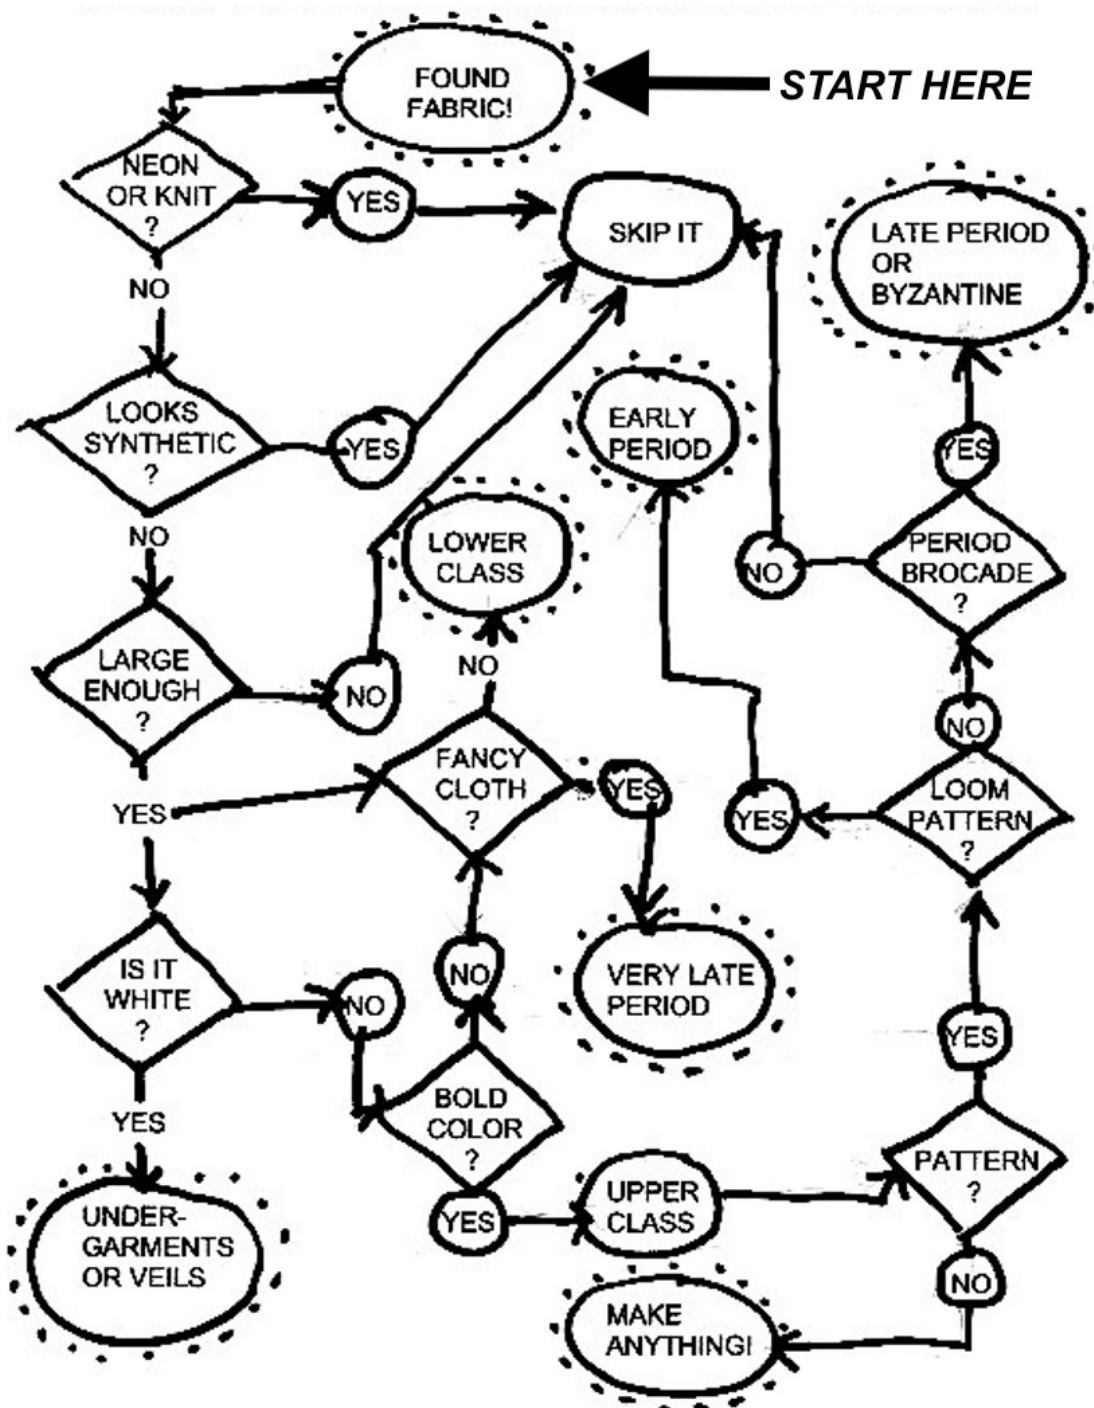 START HERE
FOUND
FABRIC!
NEON
OR KNIT
?
YES
SKIP IT
NO
LOOKS
SYNTHETIC
?
YES
NO
LARGE
ENOUGH
?
NO
YES
IS IT
WHITE
?
NO
YES
UNDER-
GARMENTS
OR VEILS
BOLD
COLOR
?
NO
FANCY
CLOTH
?
NO
LOWER
CLASS
YES
VERY LATE
PERIOD
YES
UPPER
CLASS
PATTERN
?
NO
MAKE
ANYTHING!
YES
LOOM
PATTERN
?
YES
EARLY
PERIOD
NO
PERIOD
BROCADE
?
NO
YES
LATE PERIOD
OR
BYZANTINE